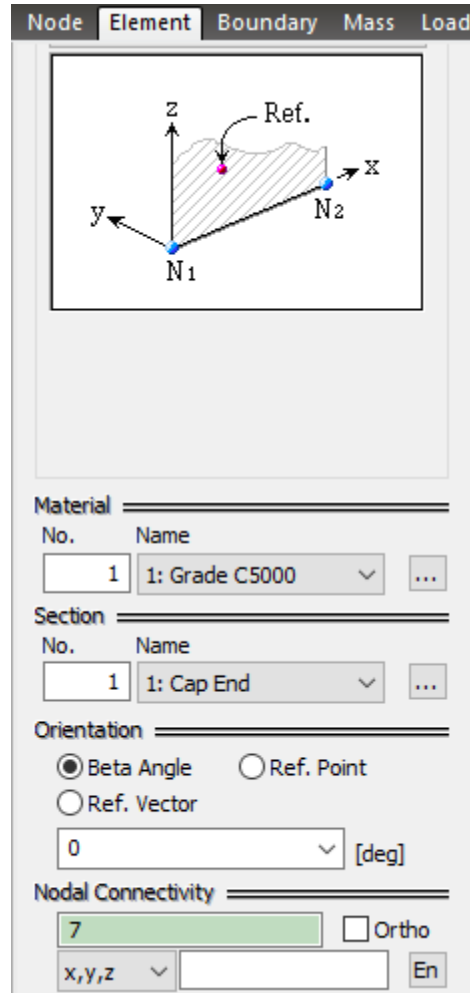 Node Element Boundary Mass Load
z
Ref.
x
y
N2
N1
Material
No. Name
1 1: Grade C5000 ...
Section
No. Name
1 1: Cap End ...
Orientation
Beta Angle Ref. Point
Ref. Vector
0 [deg]
Nodal Connectivity
7 Ortho
x,y,z En